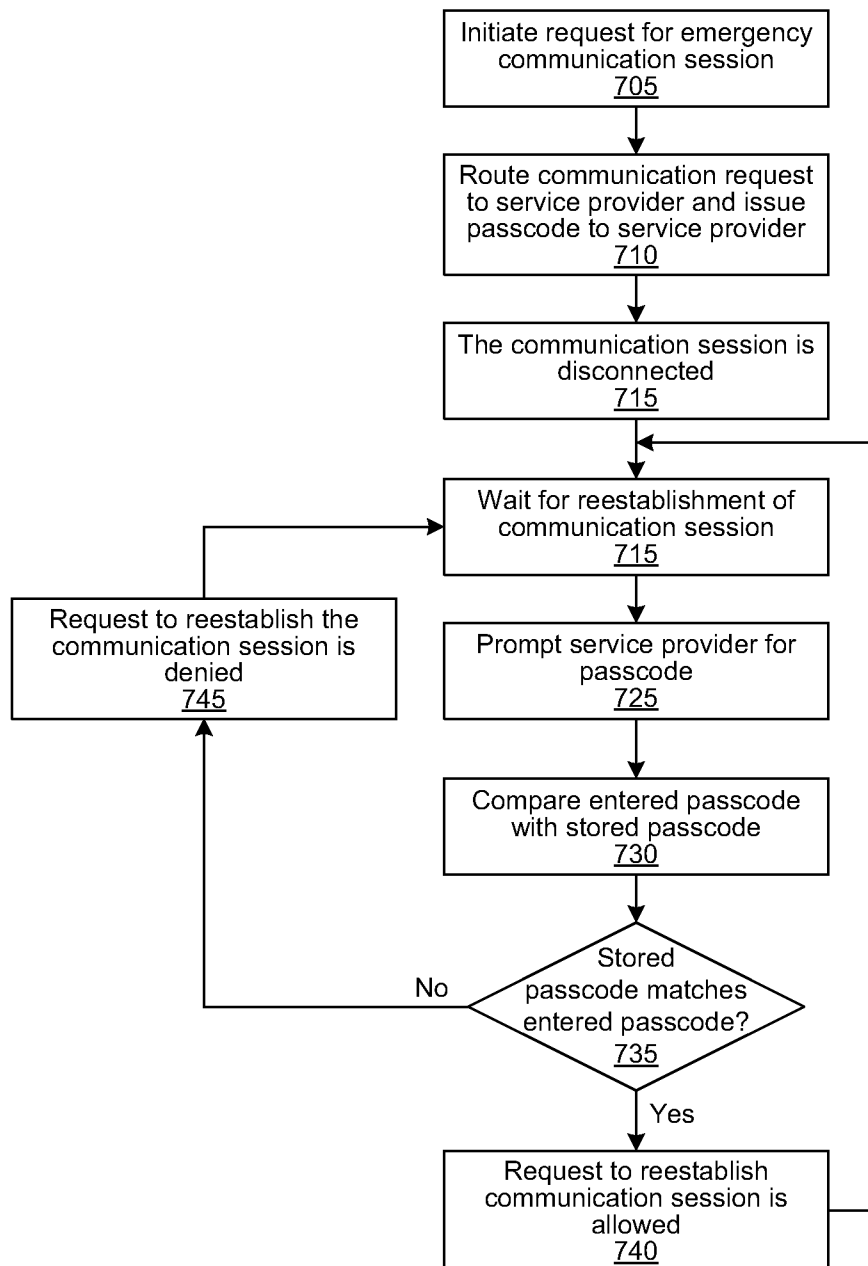 Initiate request for emergency
communication session
705
Route communication request
to service provider and issue
passcode to service provider
710
The communication session is
disconnected
715
Wait for reestablishment of
communication session
715
Request to reestablish the
communication session is
denied
745
Prompt service provider for
passcode
725
Compare entered passcode
with stored passcode
730
Stored
passcode matches
entered passcode?
735
No
Yes
Request to reestablish
communication session is
allowed
740